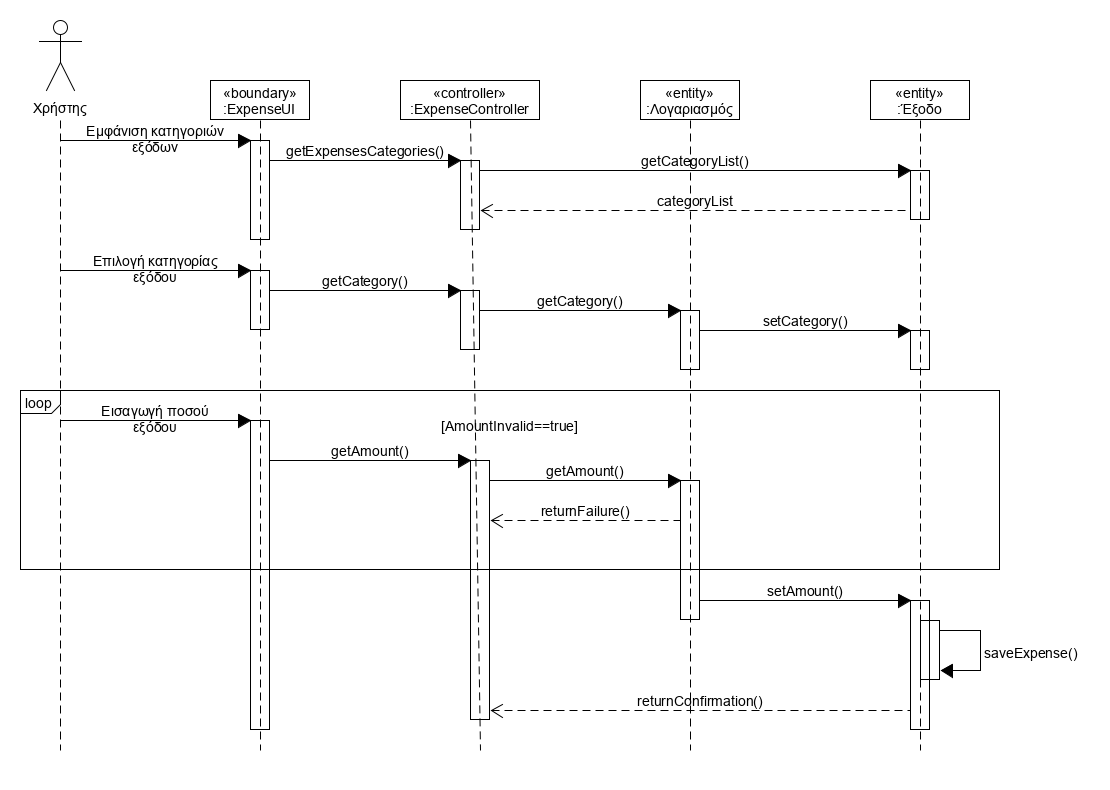 Χρήστης
«boundary»
:ExpenseUI
«controller»
:ExpenseController
«entity»
:Λογαριασμός
«entity»
:Έξοδο
Εμφάνιση κατηγοριών
εξόδων
getExpensesCategories()
getCategoryList()
categoryList
Επιλογή κατηγορίας
εξόδου
getCategory()
getCategory()
setCategory()
loop
Εισαγωγή ποσού
εξόδου
[AmountInvalid==true]
getAmount()
getAmount()
returnFailure()
setAmount()
saveExpense()
returnConfirmation()